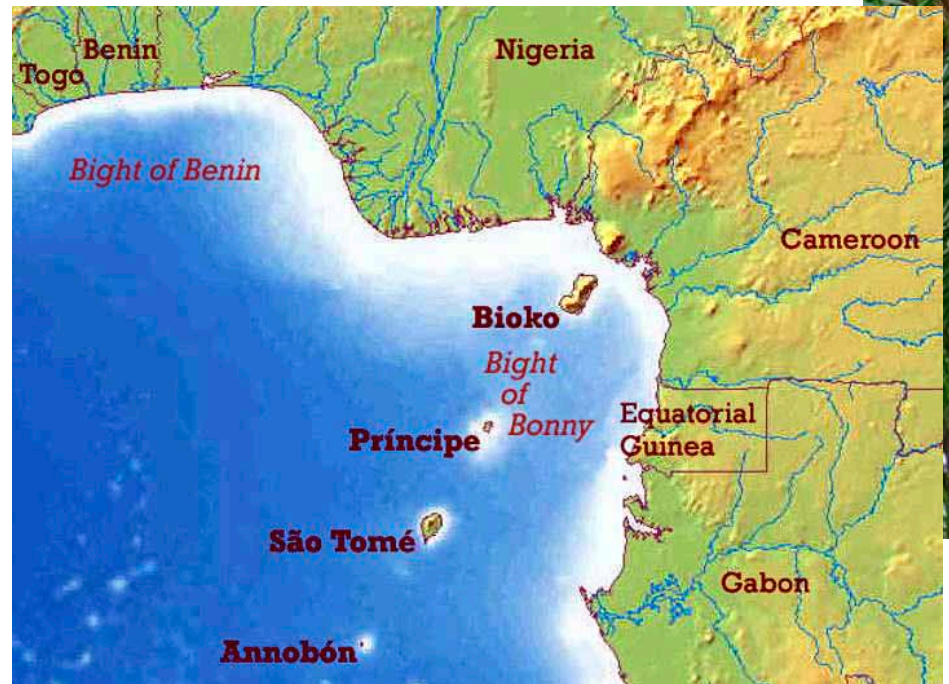 Benin
Nigeria
Togo
Bight of Benin
Cameroon
Bioko
Bight
of
Bonny
Equatorial
Guinea
Príncipe
São Tomé
Gabon
Annobón